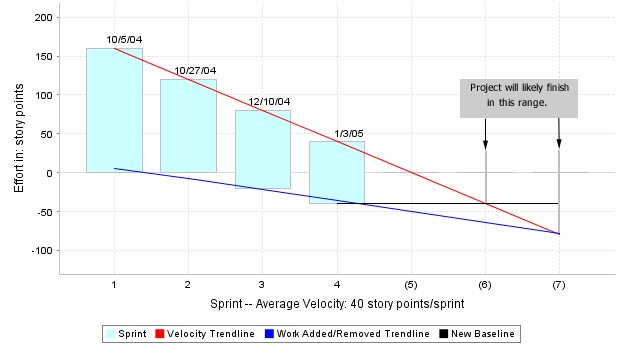 200
150
100
50
0
-50
-100
Effort in: story points
10/5/04
10/27/04
12/10/04
1/3/05
Project will likely finish
in this range.
1 2 3 4 (5) (6) (7)
Sprint -- Average Velocity: 40 story points/sprint
Sprint Velocity Trendline Work Added/Removed Trendline New Baseline